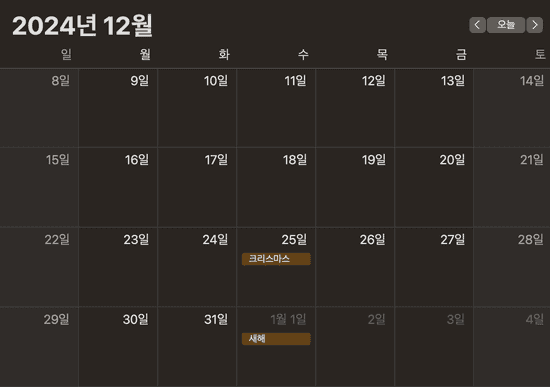 2024년 12월
오늘
일 월 화 수 목 금 토
8일 9일 10일 11일 12일 13일 14일
15일 16일 17일 18일 19일 20일 21일
22일 23일 24일 25일 26일 27일 28일
크리스마스
29일 30일 31일 1월 1일 2일 3일 4일
새해